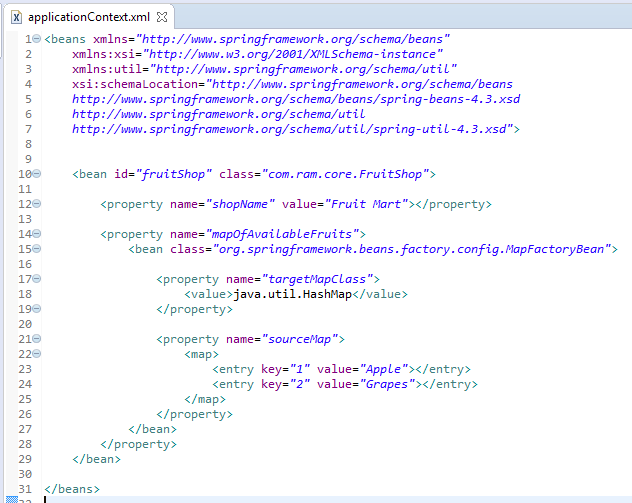 applicationContext.xml
1 <beans xmlns="http://www.springframework.org/schema/beans"
2     xmlns:xsi="http://www.w3.org/2001/XMLSchema-instance"
3     xmlns:util="http://www.springframework.org/schema/util"
4     xsi:schemaLocation="http://www.springframework.org/schema/beans
5     http://www.springframework.org/schema/beans/spring-beans-4.3.xsd
6     http://www.springframework.org/schema/util
7     http://www.springframework.org/schema/util/spring-util-4.3.xsd">
8
9
10     <bean id="fruitShop" class="com.ram.core.FruitShop">
11
12         <property name="shopName" value="Fruit Mart"></property>
13
14         <property name="mapOfAvailableFruits">
15             <bean class="org.springframework.beans.factory.config.MapFactoryBean">
16
17                 <property name="targetMapClass">
18                     <value>java.util.HashMap</value>
19                 </property>
20
21                 <property name="sourceMap">
22                     <map>
23                         <entry key="1" value="Apple"></entry>
24                         <entry key="2" value="Grapes"></entry>
25                     </map>
26                 </property>
27             </bean>
28         </property>
29     </bean>
30
31 </beans>
32